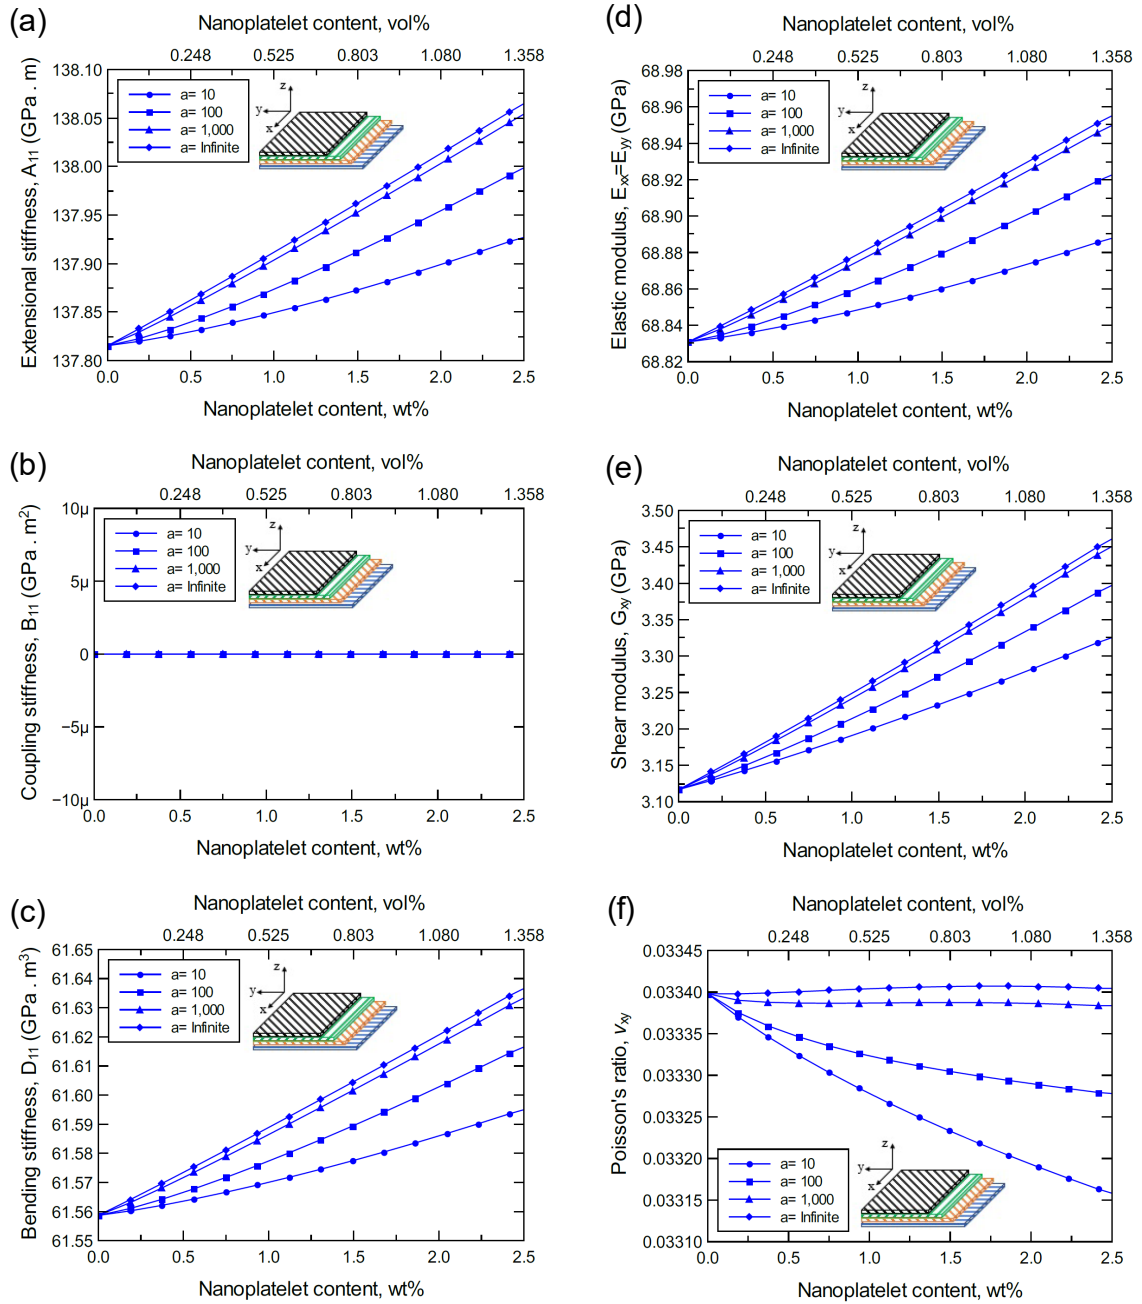 (a)
Nanoplatelet content, vol%
0.248 0.525 0.803 1.080 1.358
138.10
138.05
138.00
137.95
137.90
137.85
137.80
Extensional stiffness, A11 (GPa . m)
a= 10
a= 100
a= 1,000
a= Infinite
z
y
x
0.0 0.5 1.0 1.5 2.0 2.5
Nanoplatelet content, wt%
(b)
Nanoplatelet content, vol%
0.248 0.525 0.803 1.080 1.358
10µ
5µ
0
−5µ
−10µ
Coupling stiffness, B11 (GPa . m²)
a= 10
a= 100
a= 1,000
a= Infinite
z
y
x
0.0 0.5 1.0 1.5 2.0 2.5
Nanoplatelet content, wt%
(c)
Nanoplatelet content, vol%
0.248 0.525 0.803 1.080 1.358
61.65
61.64
61.63
61.62
61.60
61.59
61.58
61.57
61.56
61.55
Bending stiffness, D11 (GPa . m³)
a= 10
a= 100
a= 1,000
a= Infinite
z
y
x
0.0 0.5 1.0 1.5 2.0 2.5
Nanoplatelet content, wt%
(d)
Nanoplatelet content, vol%
0.248 0.525 0.803 1.080 1.358
68.98
68.96
68.94
68.92
68.90
68.88
68.86
68.84
68.82
Elastic modulus, Exx=Eyy (GPa)
a= 10
a= 100
a= 1,000
a= Infinite
z
y
x
0.0 0.5 1.0 1.5 2.0 2.5
Nanoplatelet content, wt%
(e)
Nanoplatelet content, vol%
0.248 0.525 0.803 1.080 1.358
3.50
3.45
3.40
3.35
3.30
3.25
3.20
3.15
3.10
Shear modulus, Gxy (GPa)
a= 10
a= 100
a= 1,000
a= Infinite
z
y
x
0.0 0.5 1.0 1.5 2.0 2.5
Nanoplatelet content, wt%
(f)
Nanoplatelet content, vol%
0.248 0.525 0.803 1.080 1.358
0.03345
0.03340
0.03335
0.03330
0.03325
0.03320
0.03315
0.03310
Poisson's ratio, νxy
a= 10
a= 100
a= 1,000
a= Infinite
z
y
x
0.0 0.5 1.0 1.5 2.0 2.5
Nanoplatelet content, wt%